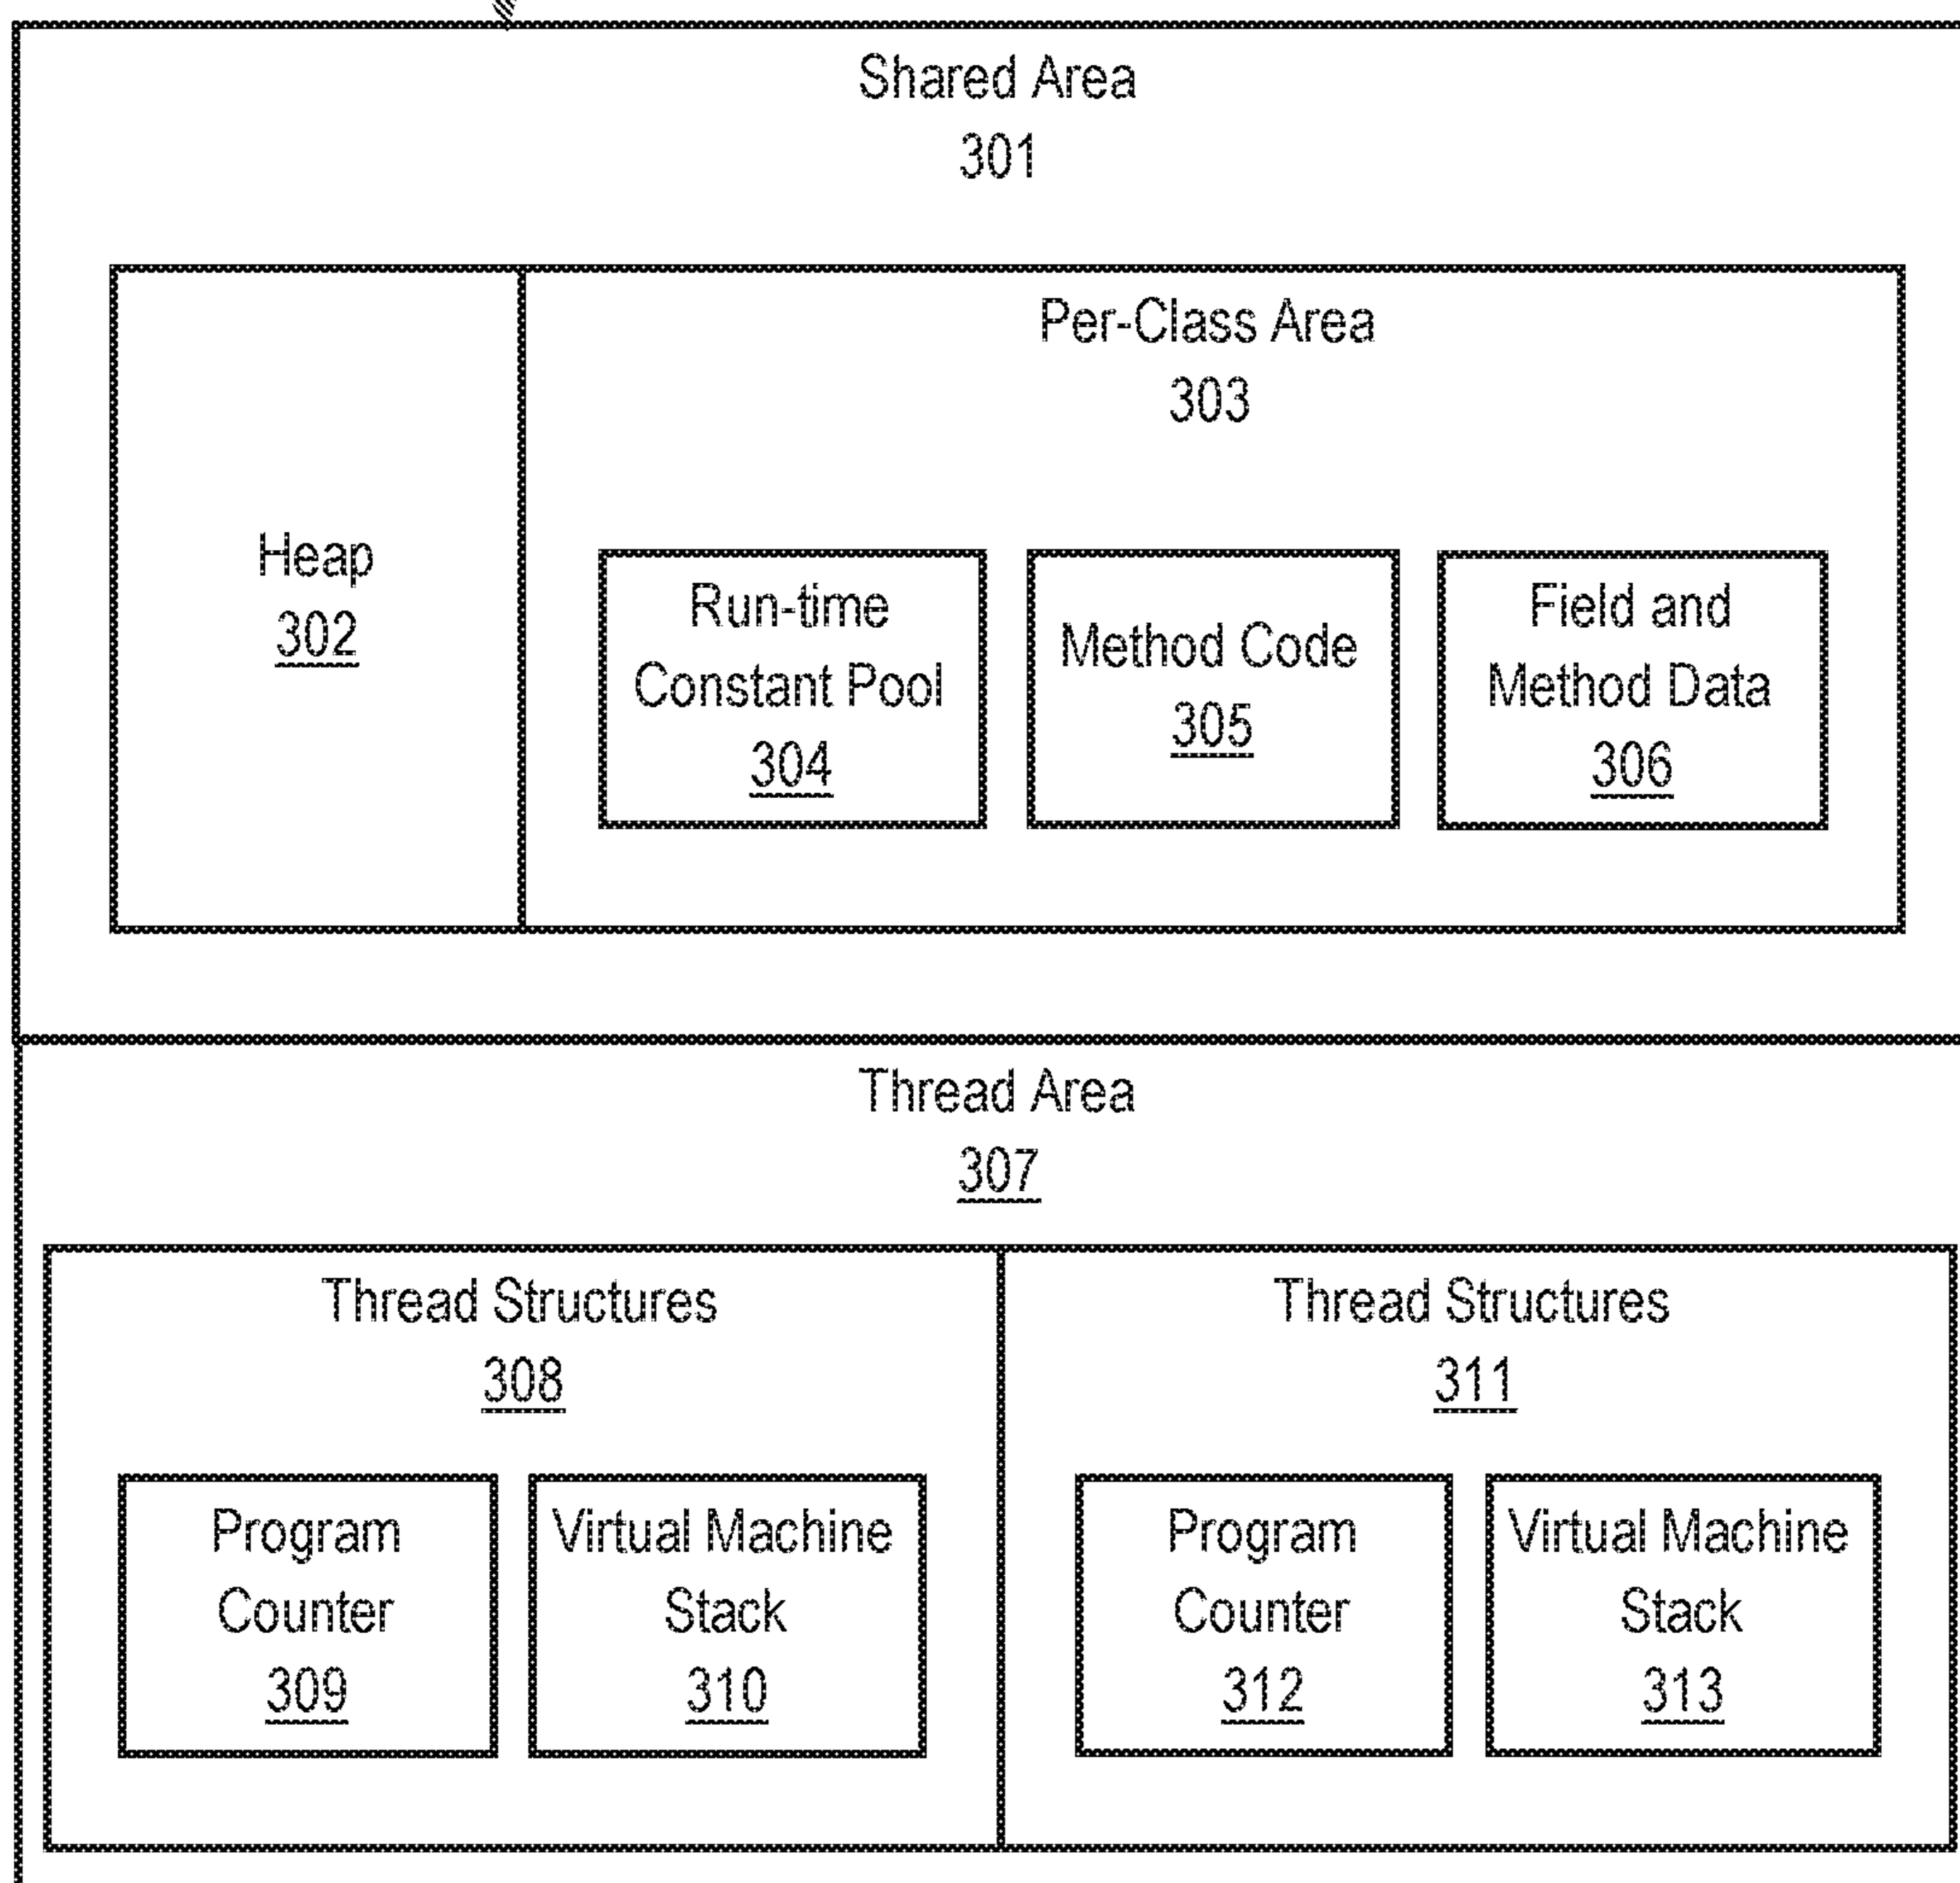 Shared Area
301
Per-Class Area
303
Heap
302
Run-time
Constant Pool
304
Method Code
305
Field and
Method Data
306
Thread Area
307
Thread Structures
308
Program
Counter
309
Virtual Machine
Stack
310
Thread Structures
311
Program
Counter
312
Virtual Machine
Stack
313